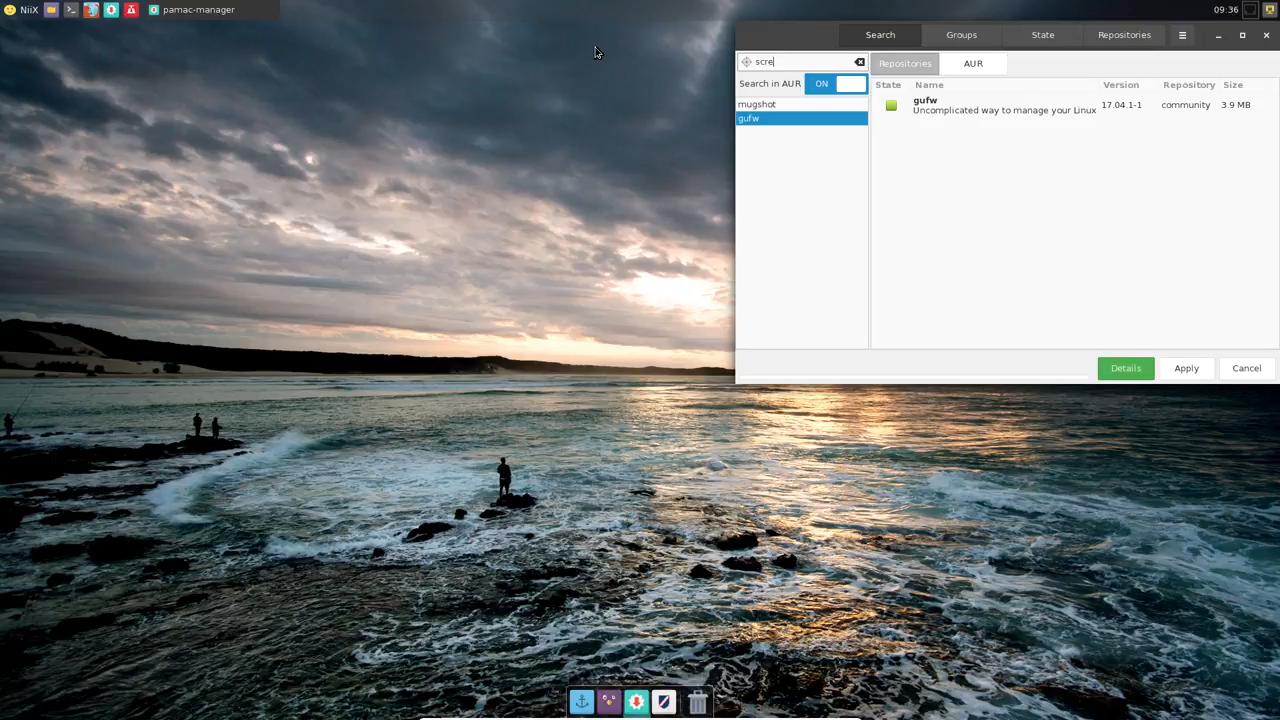 NiiX
pamac-manager
09:36
Search Groups State Repositories
scre
Repositories AUR
Search in AUR ON
State Name Version Repository Size
mugshot
gufw
gufw
Uncomplicated way to manage your Linux 17.04.1-1 community 3.9 MB
Details Apply Cancel